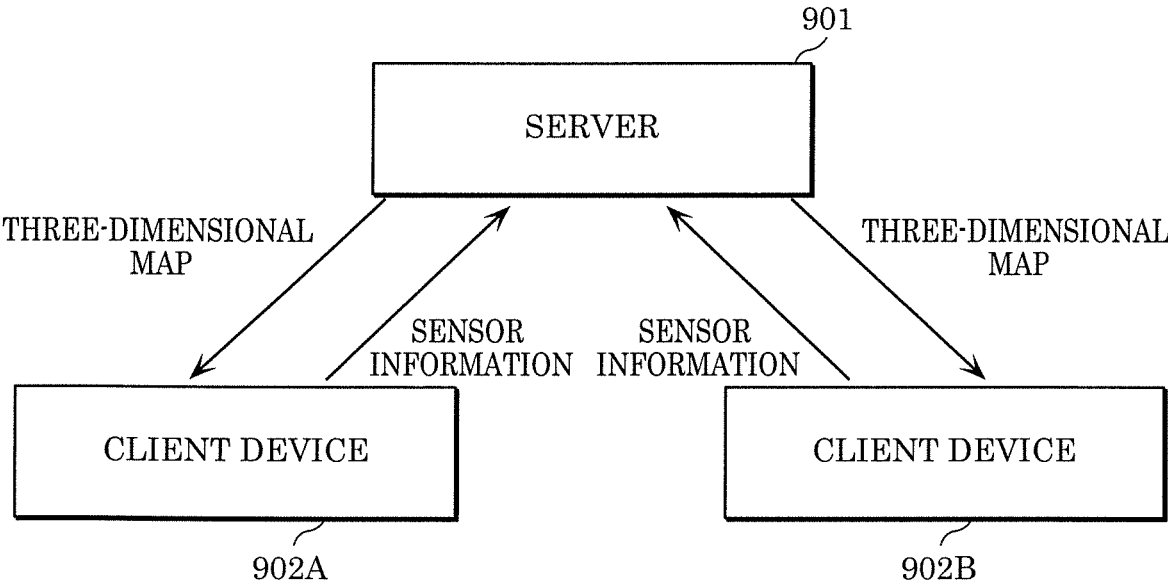 901
SERVER
THREE-DIMENSIONAL
MAP
THREE-DIMENSIONAL
MAP
SENSOR
INFORMATION
SENSOR
INFORMATION
CLIENT DEVICE
CLIENT DEVICE
902A
902B